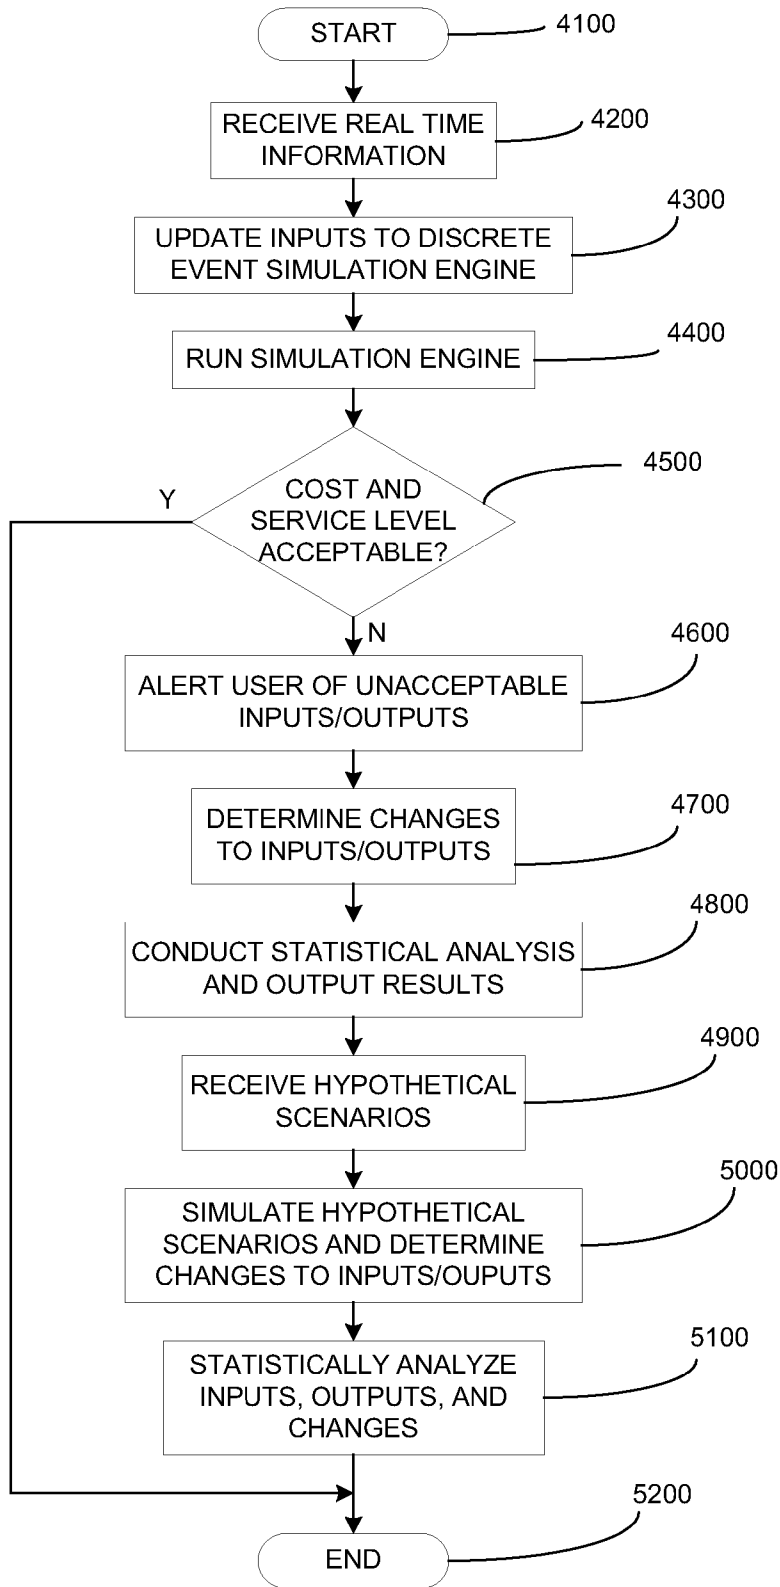 START
4100
RECEIVE REAL TIME
INFORMATION
4200
UPDATE INPUTS TO DISCRETE
EVENT SIMULATION ENGINE
4300
RUN SIMULATION ENGINE
4400
COST AND
SERVICE LEVEL
ACCEPTABLE?
4500
Y
N
ALERT USER OF UNACCEPTABLE
INPUTS/OUTPUTS
4600
DETERMINE CHANGES
TO INPUTS/OUTPUTS
4700
CONDUCT STATISTICAL ANALYSIS
AND OUTPUT RESULTS
4800
RECEIVE HYPOTHETICAL
SCENARIOS
4900
SIMULATE HYPOTHETICAL
SCENARIOS AND DETERMINE
CHANGES TO INPUTS/OUPUTS
5000
STATISTICALLY ANALYZE
INPUTS, OUTPUTS, AND
CHANGES
5100
END
5200